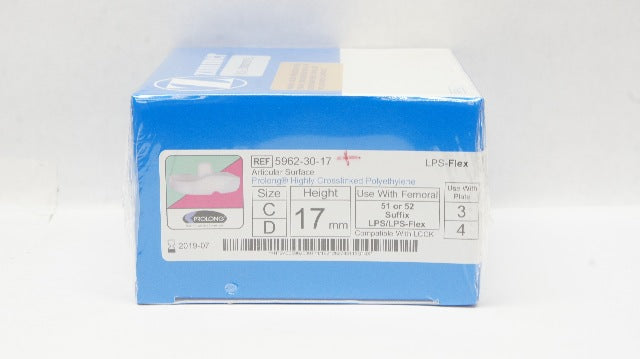 REF 5962-30-17
LPS-Flex
Articular Surface
Prolong® Highly Crosslinked Polyethylene
Size
C
D
Height
17 mm
Use With Femoral
51 or 52
Suffix
LPS/LPS-Flex
Compatible With LCCK
Use With
Plate
3
4
PROLONG
2019-07